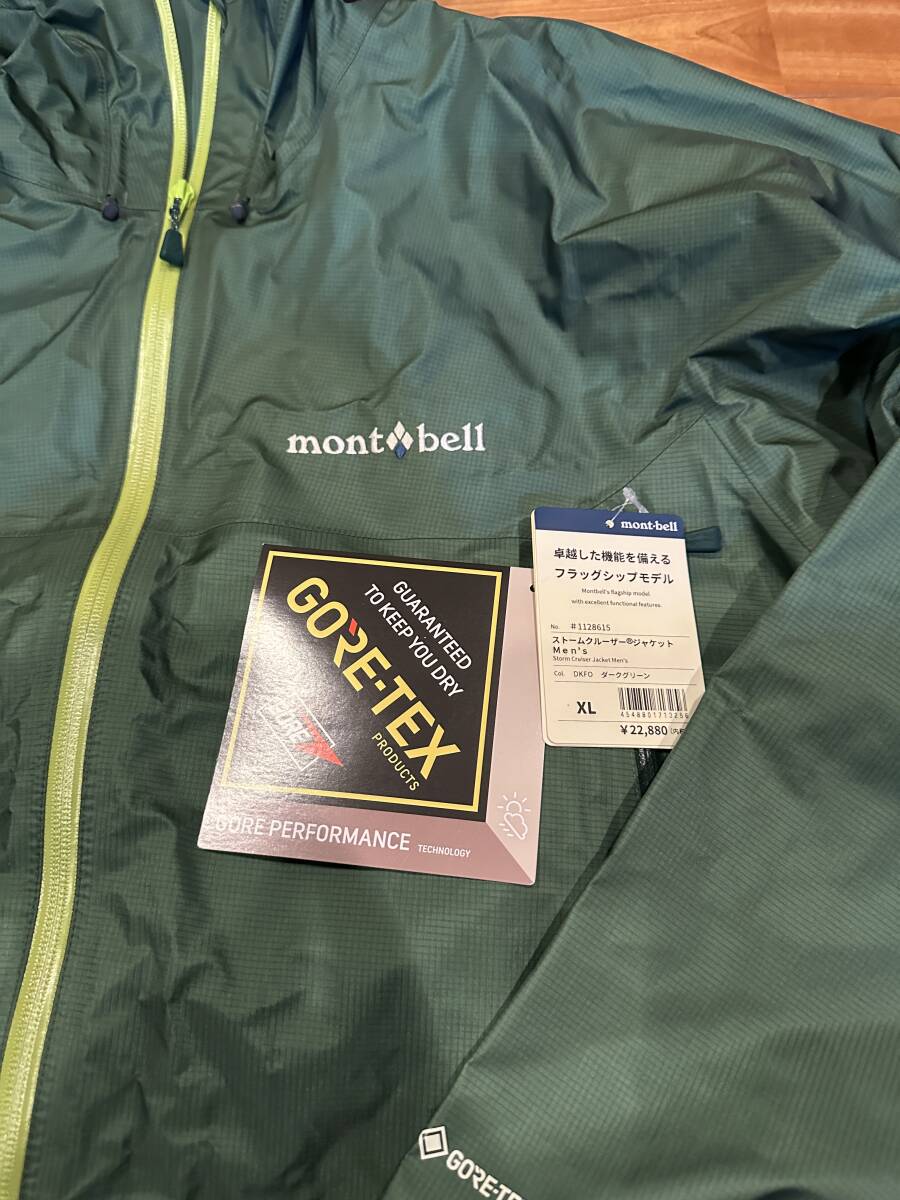 mont bell
mont-bell
卓越した機能を備える
フラッグシップモデル
Montbell's flagship model
with excellent functional features.
No. #1128615
ストームクルーザー®ジャケット
Men's
Storm Cruiser Jacket Men's
Col. DKFO ダークグリーン
XL
¥22,880
GUARANTEED
TO KEEP YOU DRY
GORE-TEX
PRODUCTS
GORE
GORE PERFORMANCE TECHNOLOGY